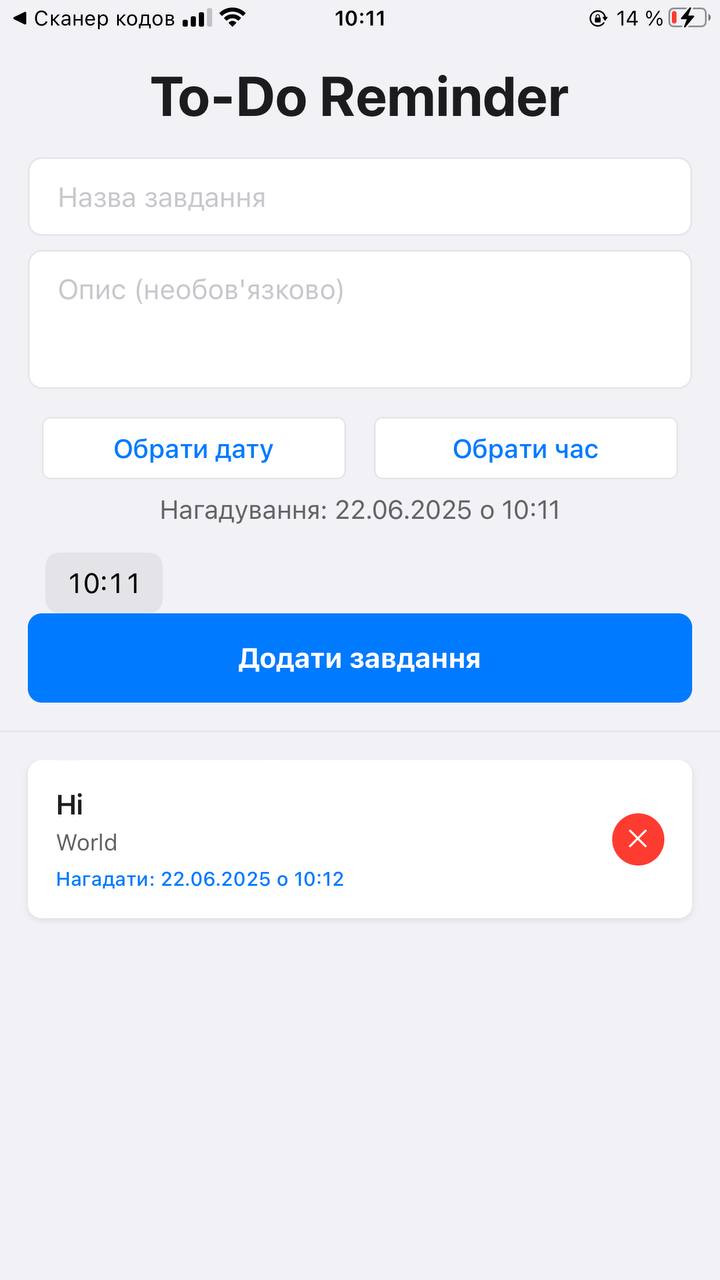 Сканер кодов 10:11 14 %
To-Do Reminder
Назва завдання
Опис (необов'язково)
Обрати дату Обрати час
Нагадування: 22.06.2025 о 10:11
10:11
Додати завдання
Hi
World
Нагадати: 22.06.2025 о 10:12